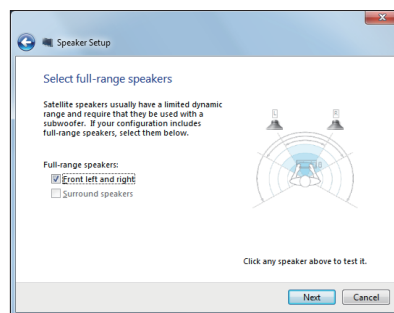 Speaker Setup
Select full-range speakers
Satellite speakers usually have a limited dynamic
range and require that they be used with a
subwoofer. If your configuration includes
full-range speakers, select them below.
L R
Full-range speakers:
Front left and right
Surround speakers
Click any speaker above to test it.
Next Cancel